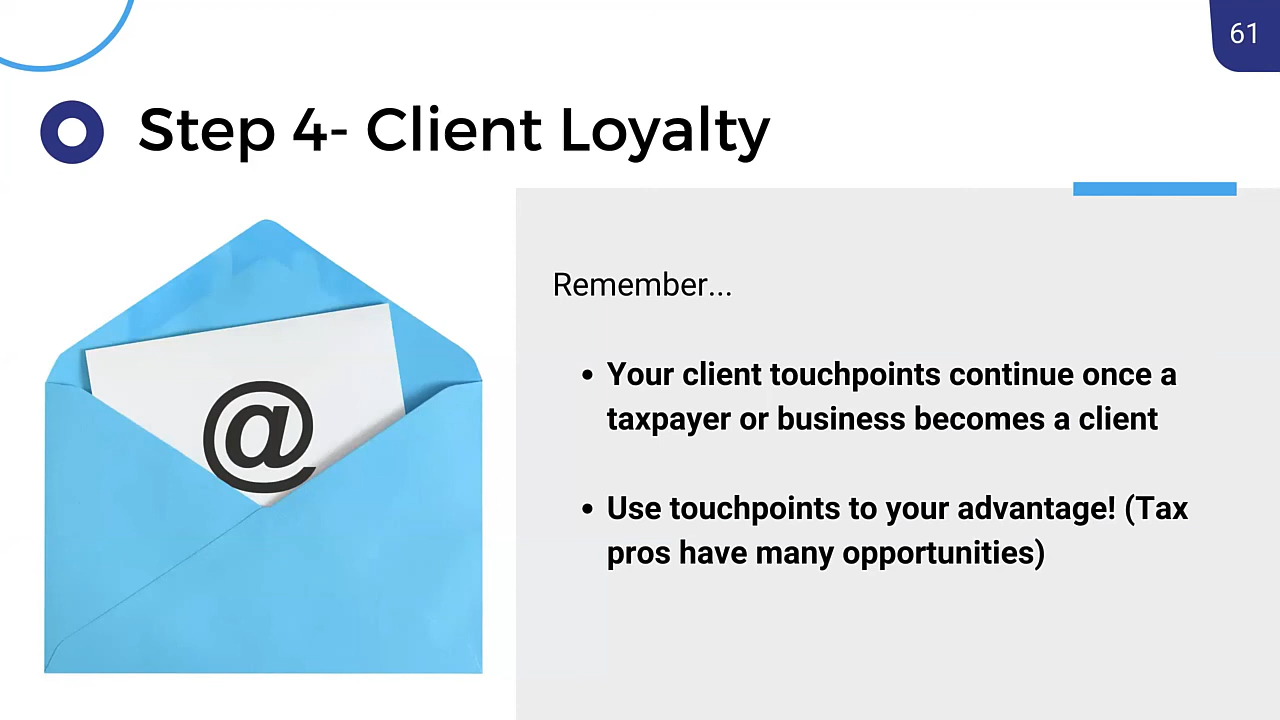 61
Step 4- Client Loyalty
@
Remember...
• Your client touchpoints continue once a
taxpayer or business becomes a client
• Use touchpoints to your advantage! (Tax
pros have many opportunities)